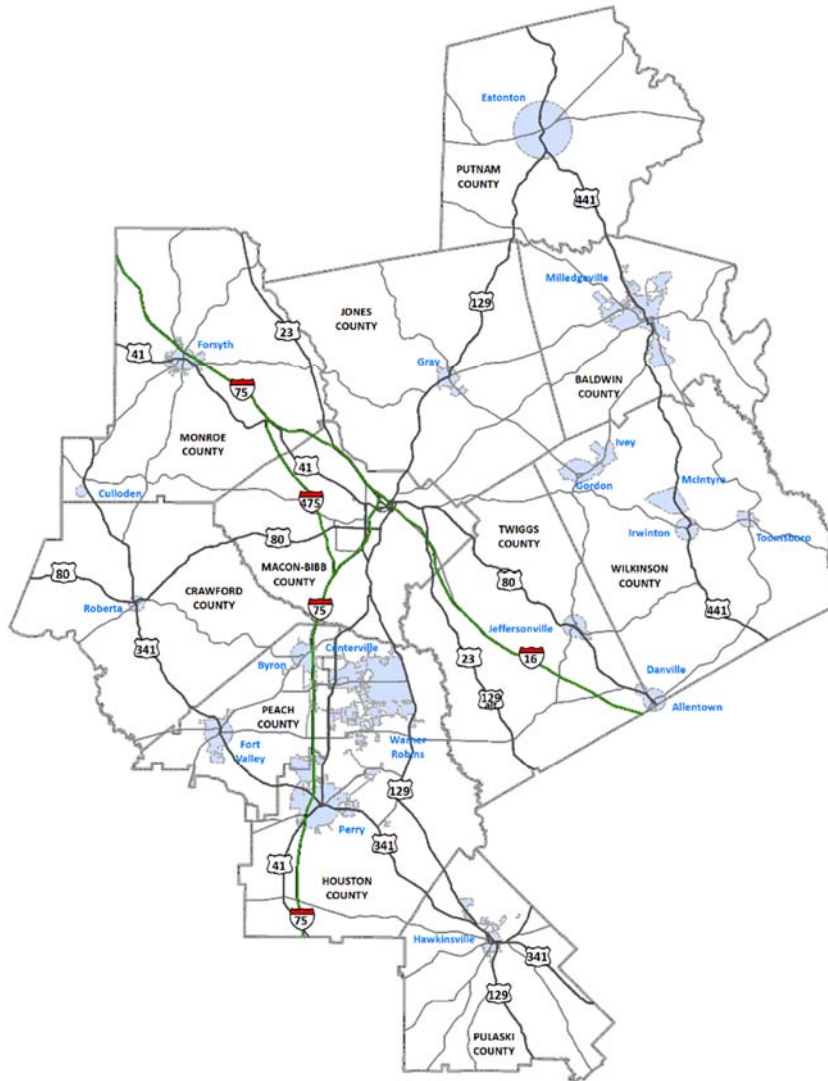 Eatonton
PUTNAM
COUNTY
441
Milledgeville
129
JONES
COUNTY
23
41
Forsyth
Gray
75
BALDWIN
COUNTY
MONROE
COUNTY
41
Ivey
Culloden
475
Gordon
McIntyre
80
TWIGGS
COUNTY
Irwinton
Toomsboro
80
MACON-BIBB
COUNTY
CRAWFORD
COUNTY
80
WILKINSON
COUNTY
Roberta
75
441
341
Byron
Centerville
Jeffersonville
23
16
Danville
PEACH
COUNTY
129
Allentown
Fort
Valley
Warner
Robins
129
Perry
341
41
HOUSTON
COUNTY
75
Hawkinsville
341
129
PULASKI
COUNTY